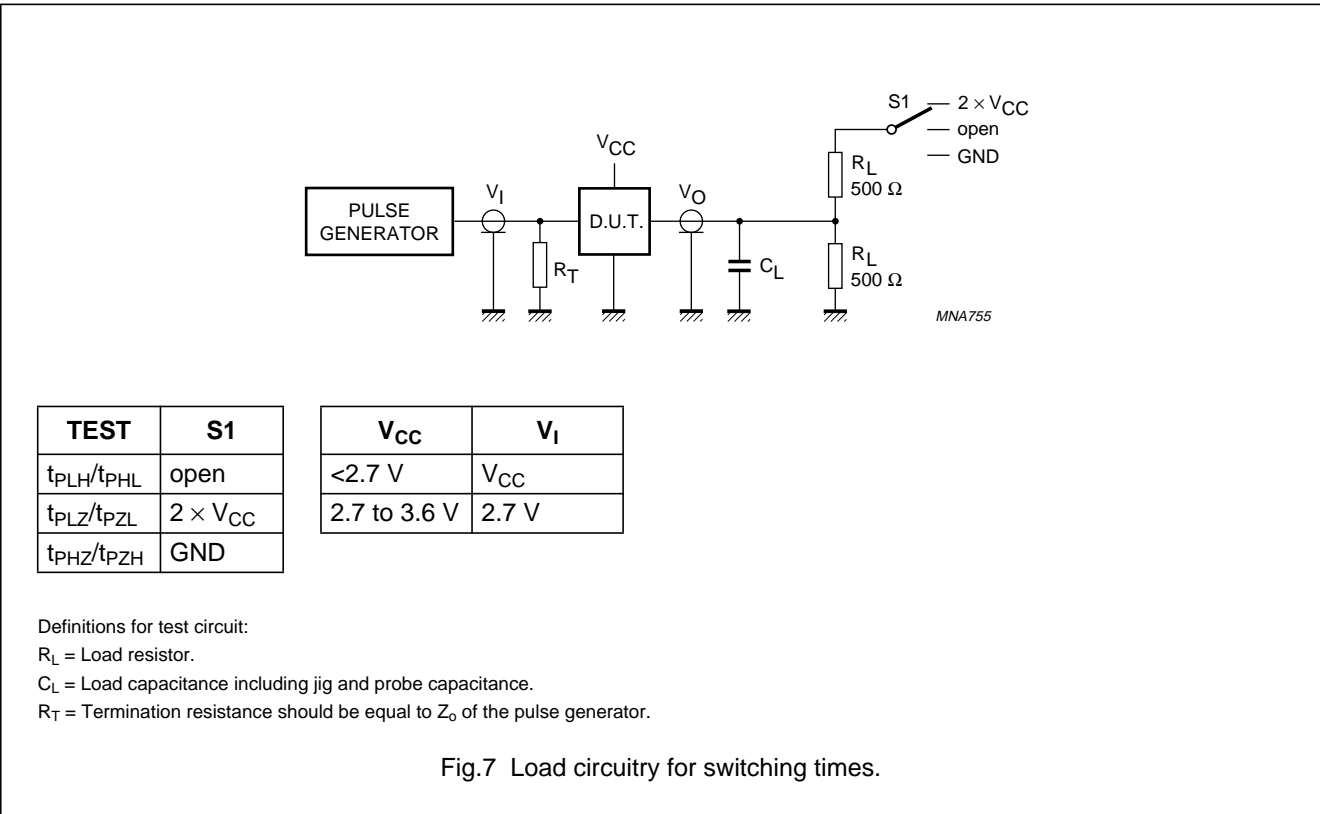 S1 2 × VCC
open
GND
VCC
RL
500 Ω
PULSE
GENERATOR
VI
D.U.T.
VO
RT
CL
RL
500 Ω
MNA755
TEST S1
tPLH/tPHL open
tPLZ/tPZL 2 × VCC
tPHZ/tPZH GND
VCC VI
<2.7 V VCC
2.7 to 3.6 V 2.7 V
Definitions for test circuit:
RL = Load resistor.
CL = Load capacitance including jig and probe capacitance.
RT = Termination resistance should be equal to Zo of the pulse generator.
Fig.7 Load circuitry for switching times.